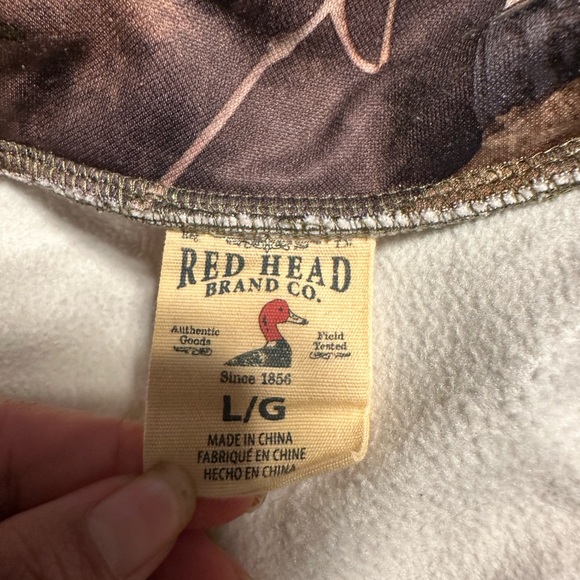 RED HEAD
BRAND CO.
Authentic
Goods
Field
Tested
Since 1856
L/G
MADE IN CHINA
FABRIQUÉ EN CHINE
HECHO EN CHINA